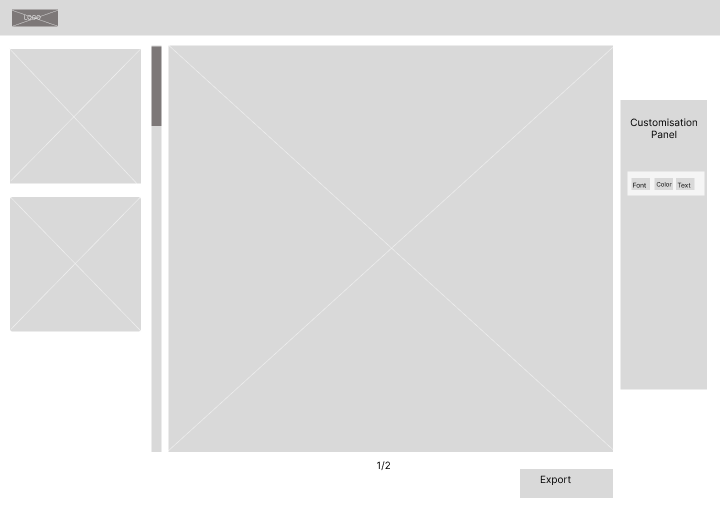 LOGO
Customisation
Panel
Font Color Text
1/2
Export